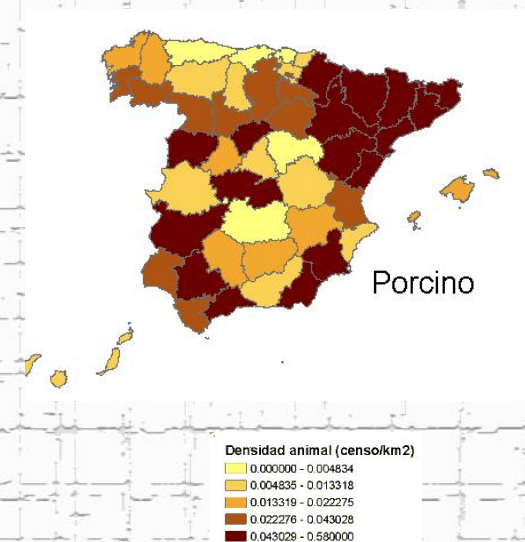 Porcino
Densidad animal (censo/km2)
0.000000 - 0.004834
0.004835 - 0.013318
0.013319 - 0.022275
0.022276 - 0.043028
0.043029 - 0.580000